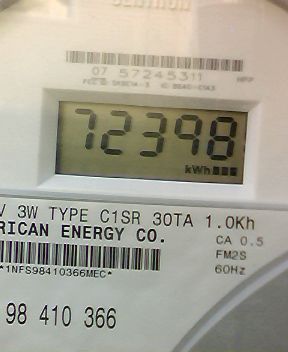 CENTRON
07 57245311
72398
kWh
V 3W TYPE C1SR 30TA 1.0Kh
RICAN ENERGY CO.
CA 0.5
FM2S
60Hz
*1NFS98410366MEC*
98 410 366